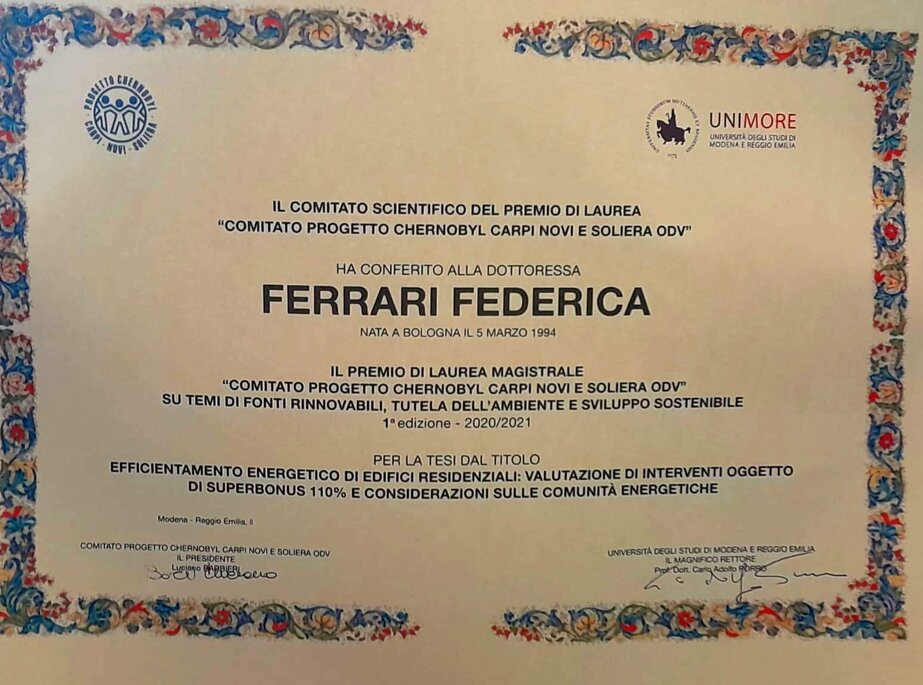 PROGETTO CHERNOBYL
CARPI - NOVI - SOLIERA
1175
UNIMORE
UNIVERSITÀ DEGLI STUDI DI
MODENA E REGGIO EMILIA
IL COMITATO SCIENTIFICO DEL PREMIO DI LAUREA
“COMITATO PROGETTO CHERNOBYL CARPI NOVI E SOLIERA ODV”
HA CONFERITO ALLA DOTTORESSA
FERRARI FEDERICA
NATA A BOLOGNA IL 5 MARZO 1994
IL PREMIO DI LAUREA MAGISTRALE
“COMITATO PROGETTO CHERNOBYL CARPI NOVI E SOLIERA ODV”
SU TEMI DI FONTI RINNOVABILI, TUTELA DELL'AMBIENTE E SVILUPPO SOSTENIBILE
1ª edizione - 2020/2021
PER LA TESI DAL TITOLO
EFFICIENTAMENTO ENERGETICO DI EDIFICI RESIDENZIALI: VALUTAZIONE DI INTERVENTI OGGETTO
DI SUPERBONUS 110% E CONSIDERAZIONI SULLE COMUNITÀ ENERGETICHE
Modena - Reggio Emilia, lì
COMITATO PROGETTO CHERNOBYL CARPI NOVI E SOLIERA ODV
IL PRESIDENTE
Luciano BARBIERI
UNIVERSITÀ DEGLI STUDI DI MODENA E REGGIO EMILIA
IL MAGNIFICO RETTORE
Prof. Dott. Carlo Adolfo PORRO